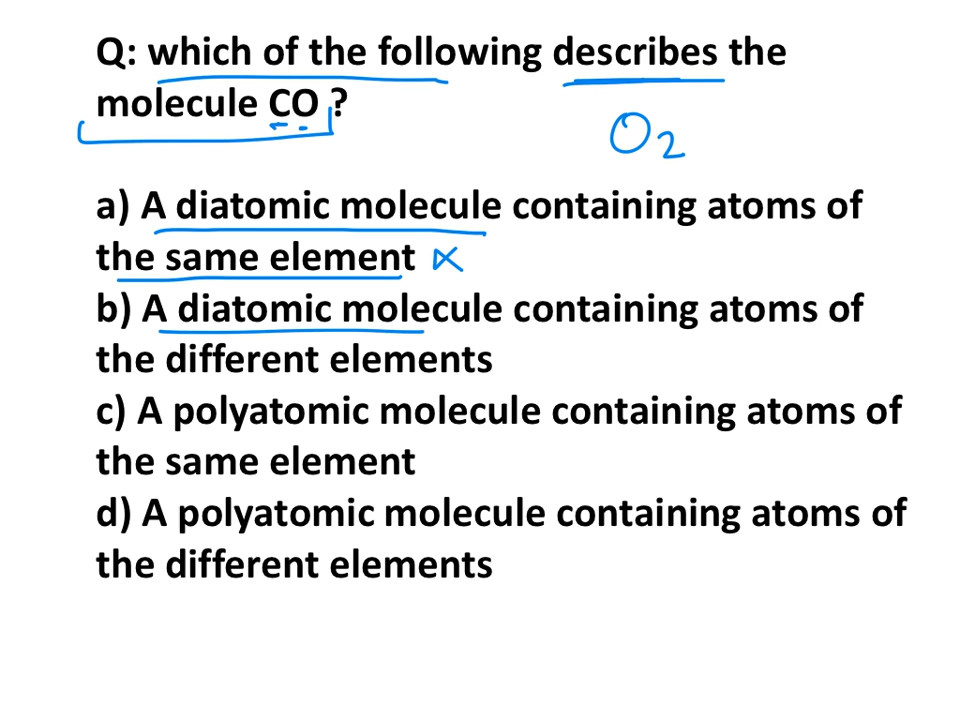 Q: which of the following describes the
molecule CO ?
O2
a) A diatomic molecule containing atoms of
the same element
b) A diatomic molecule containing atoms of
the different elements
c) A polyatomic molecule containing atoms of
the same element
d) A polyatomic molecule containing atoms of
the different elements